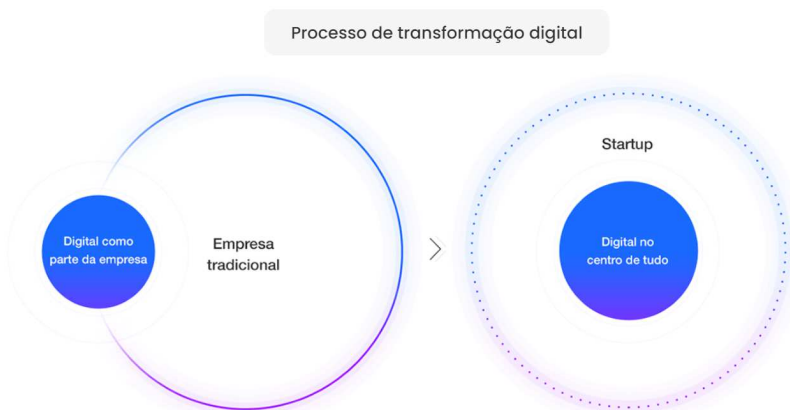 Processo de transformação digital
Digital como
parte da empresa
Empresa
tradicional
Startup
Digital no
centro de tudo